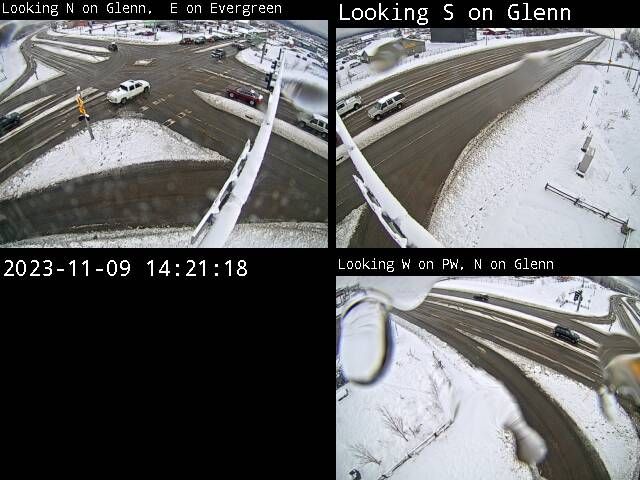 Looking N on Glenn,  E on Evergreen
Looking S on Glenn
2023-11-09 14:21:18
Looking W on PW, N on Glenn